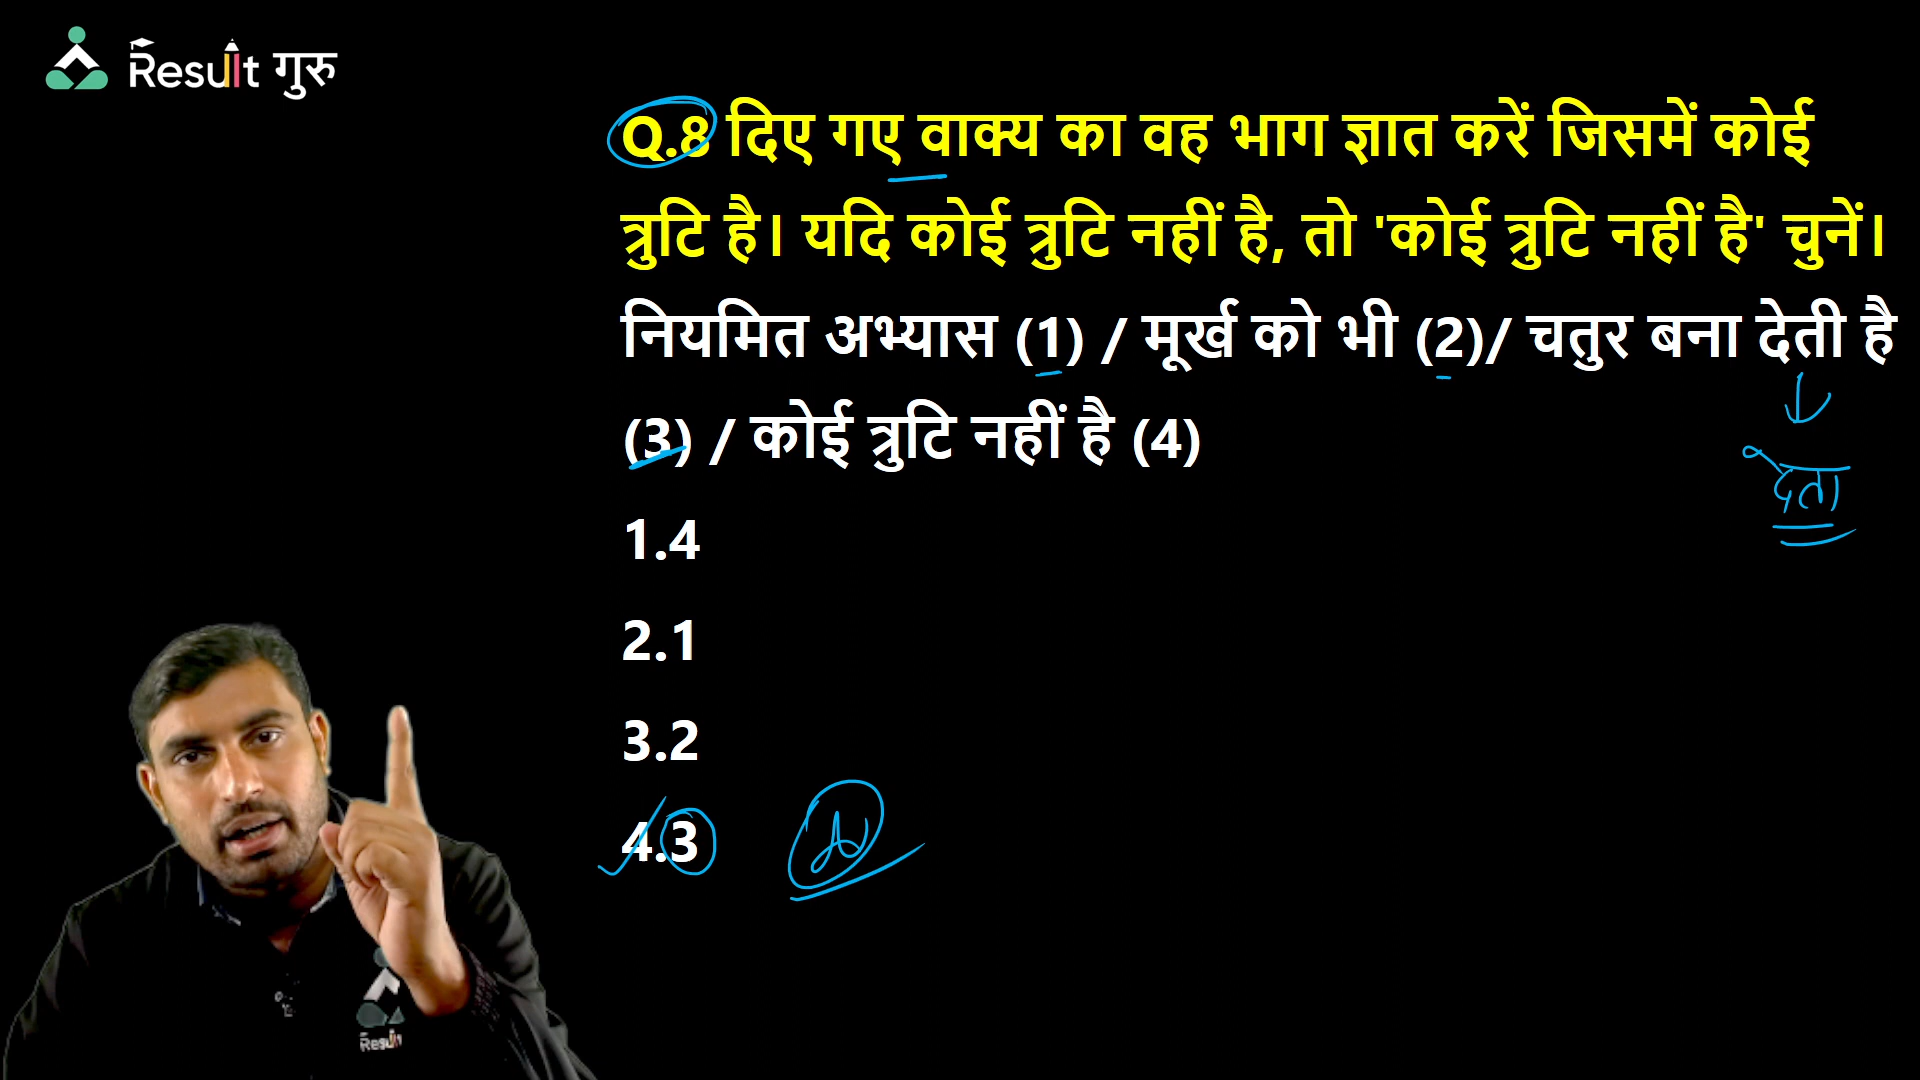 Result गुरु
Q.8 दिए गए वाक्य का वह भाग ज्ञात करें जिसमें कोई
त्रुटि है। यदि कोई त्रुटि नहीं है, तो 'कोई त्रुटि नहीं है' चुनें।
नियमित अभ्यास (1) / मूर्ख को भी (2)/ चतुर बना देती है
(3) / कोई त्रुटि नहीं है (4)
देता
1.4
2.1
3.2
4.3
Result